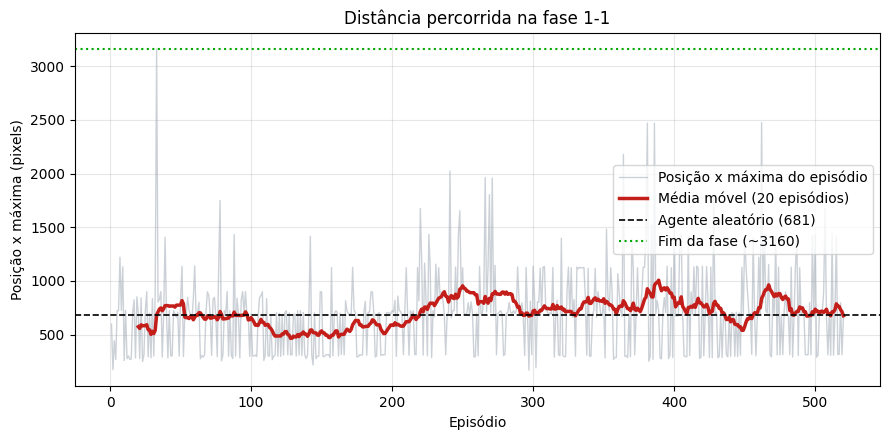 Distância percorrida na fase 1-1
Posição x máxima (pixels)
3000
2500
2000
1500
1000
500
Posição x máxima do episódio
Média móvel (20 episódios)
Agente aleatório (681)
Fim da fase (~3160)
0
100
200
300
400
500
Episódio